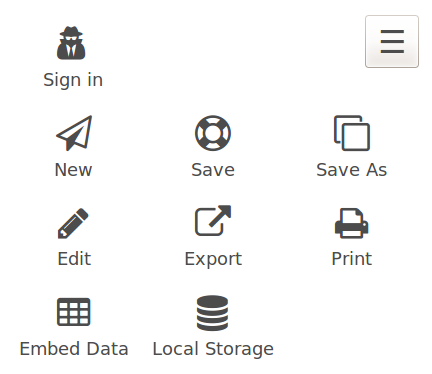 Sign in
New
Save
Save As
Edit
Export
Print
Embed Data
Local Storage